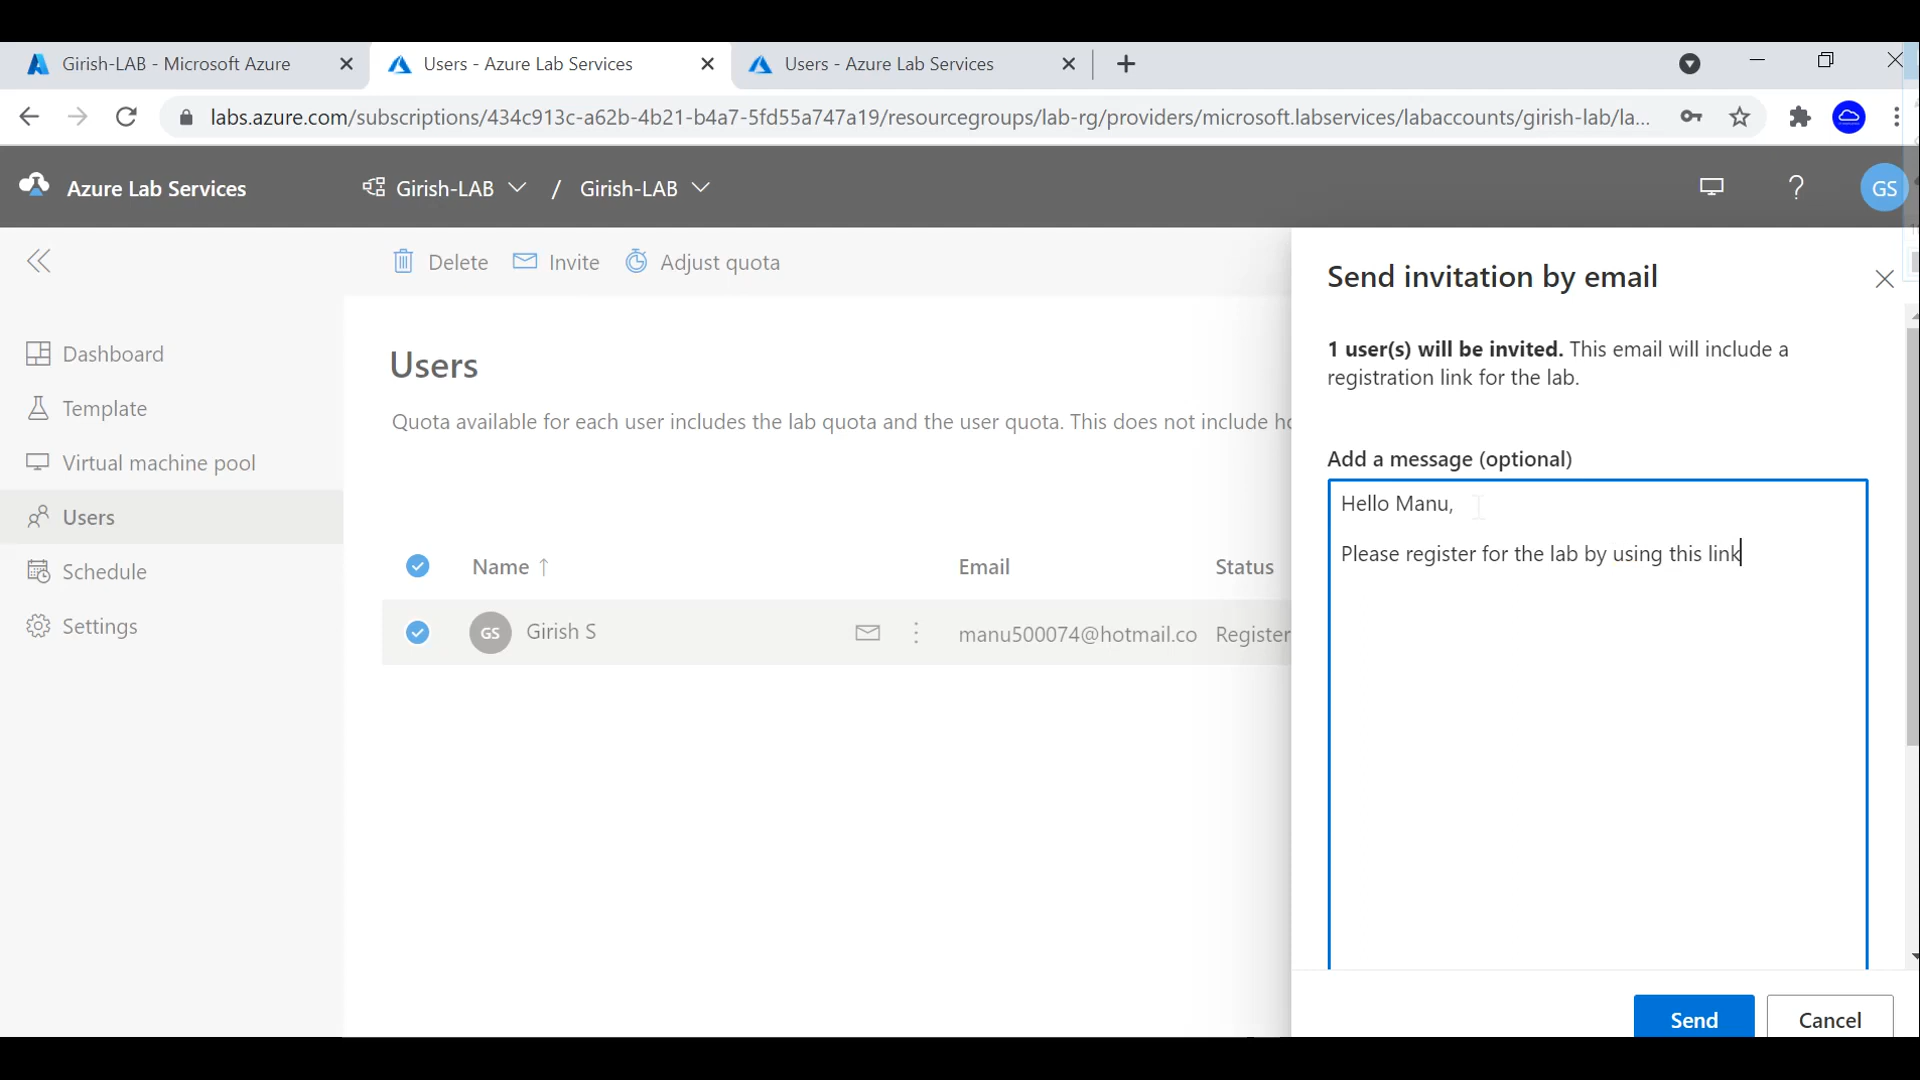 Girish-LAB - Microsoft Azure
Users - Azure Lab Services
Users - Azure Lab Services
labs.azure.com/subscriptions/434c913c-a62b-4b21-b4a7-5fd55a747a19/resourcegroups/lab-rg/providers/microsoft.labservices/labaccounts/girish-lab/la...
Azure Lab Services
Girish-LAB / Girish-LAB
GS
Delete
Invite
Adjust quota
Dashboard
Template
Virtual machine pool
Users
Schedule
Settings
Users
Quota available for each user includes the lab quota and the user quota. This does not include
Name ↑
Email
Status
GS
Girish S
manu500074@hotmail.co
Register
Send invitation by email
1 user(s) will be invited. This email will include a
registration link for the lab.
Add a message (optional)
Hello Manu,
Please register for the lab by using this link
Send
Cancel